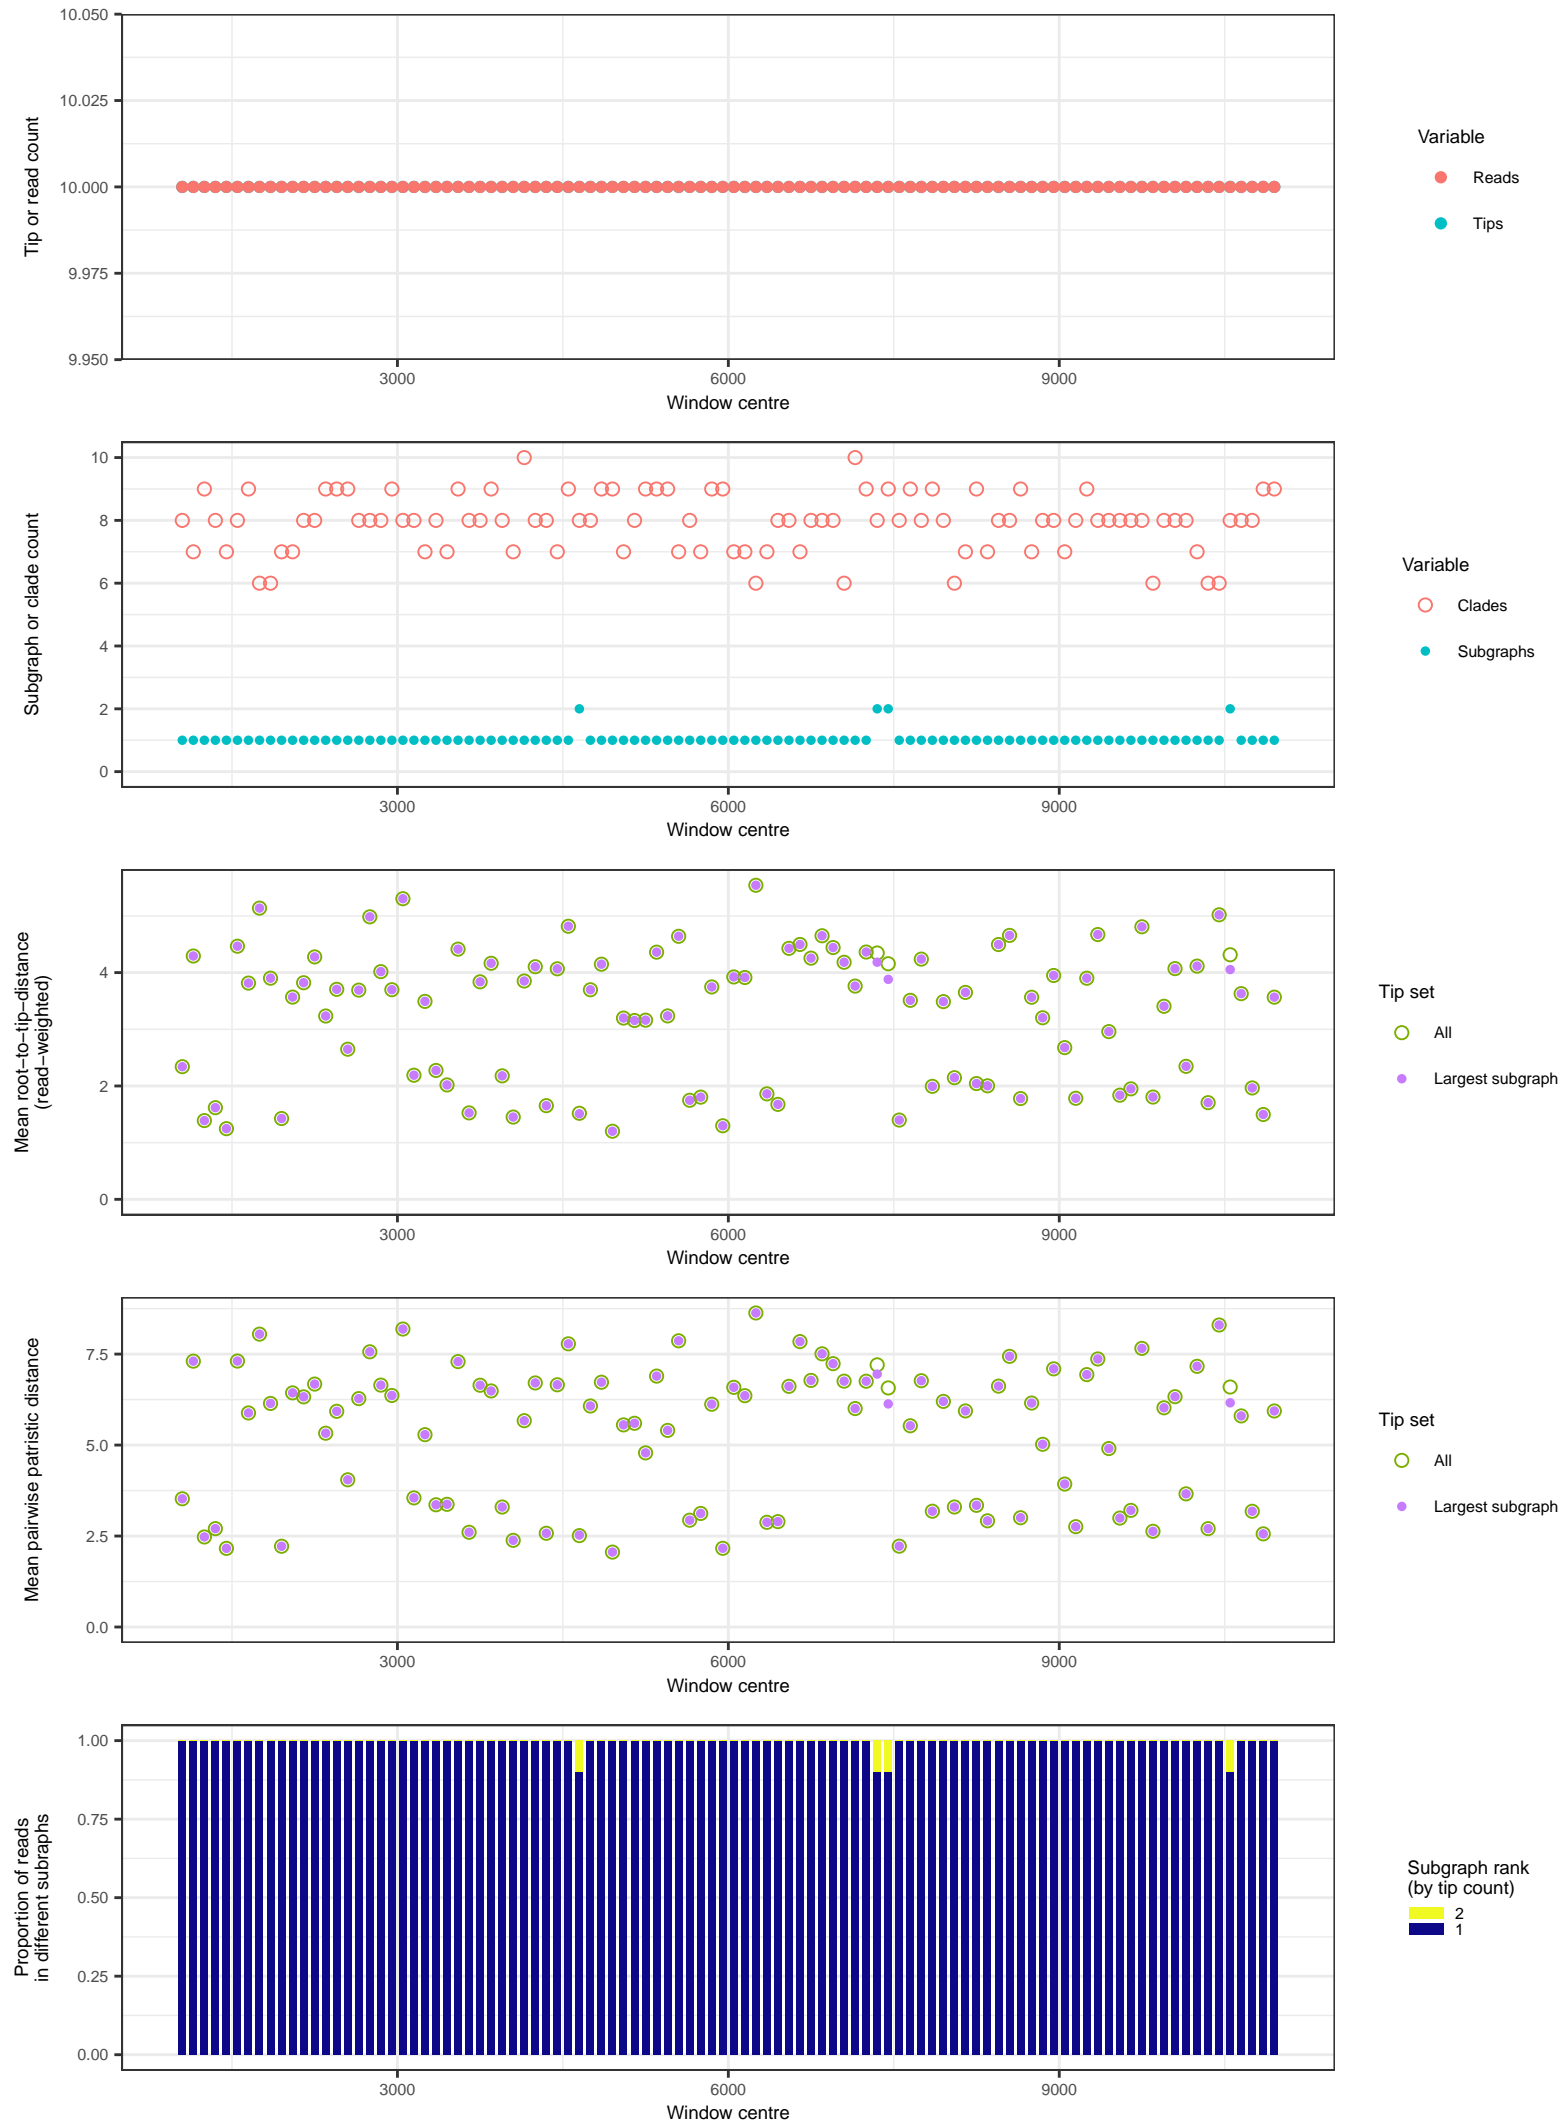 10.050
10.025
10.000
9.975
9.950
Tip or read count
3000
6000
9000
Window centre
Variable
Reads
Tips
10
8
6
4
2
0
Subgraph or clade count
3000
6000
9000
Window centre
Variable
Clades
Subgraphs
4
2
0
Mean root−to−tip−distance
(read−weighted)
3000
6000
9000
Window centre
Tip set
All
Largest subgraph
7.5
5.0
2.5
0.0
Mean pairwise patristic distance
3000
6000
9000
Window centre
Tip set
All
Largest subgraph
1.00
0.75
0.50
0.25
0.00
Proportion of reads
in different subraphs
3000
6000
9000
Window centre
Subgraph rank
(by tip count)
2
1